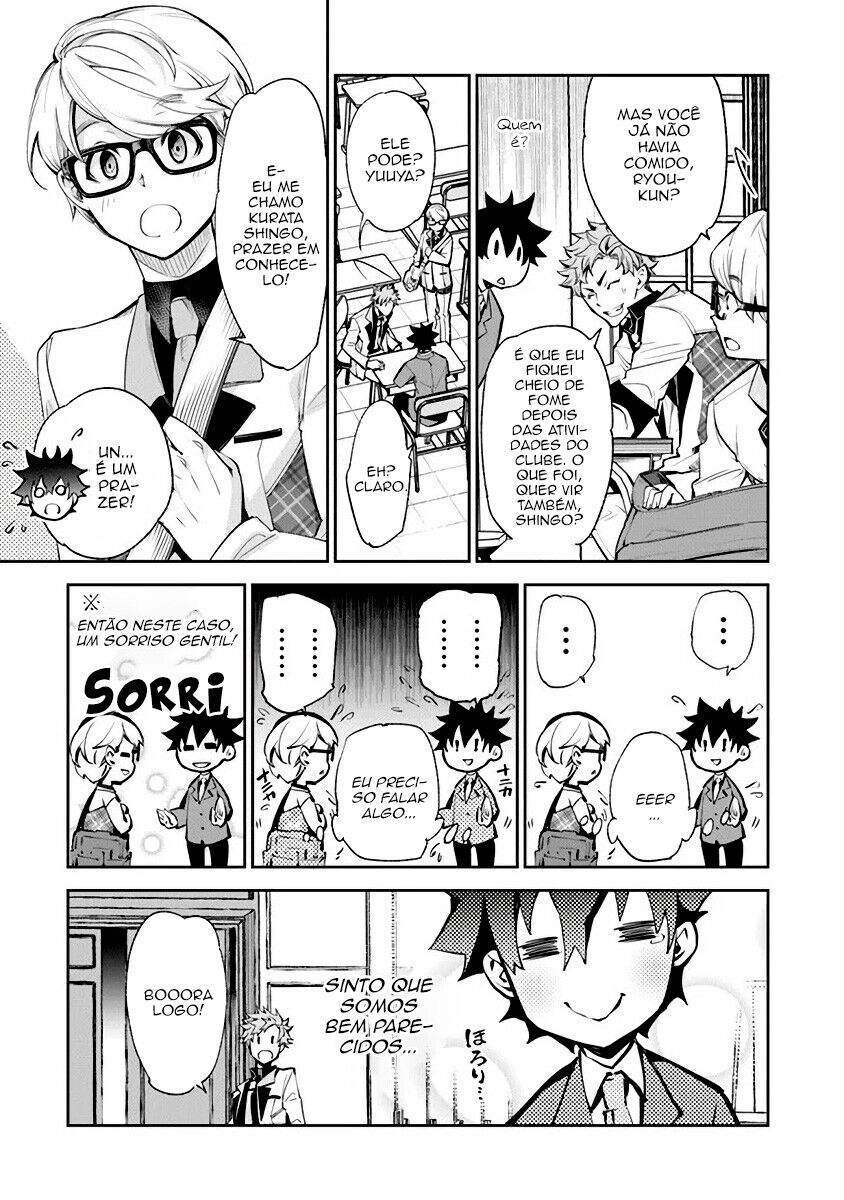 MAS VOCÊ
JÁ NÃO
HAVIA
COMIDO,
RYOU-
KUN?
Quem
é?
É QUE EU
FIQUEI
CHEIO DE
FOME DEPOIS
DAS ATIVI-
DADES DO
CLUBE. O
QUE FOI,
QUER VIR
TAMBÉM,
SHINGO?
ELE
PODE?
YUUYA?
EH?
CLARO.
E-
EU ME
CHAMO
KURATA
SHINGO,
PRAZER EM
CONHECE-
LO!
UN...
É UM
PRA-
ZER!
EEER
...
EU PRECI-
SO FALAR
ALGO...
※
ENTÃO NESTE CASO,
UM SORRISO GENTIL!
SORRI
SINTO QUE
SOMOS
BEM PARE-
CIDOS...
ほろり...
BOOORA
LOGO!